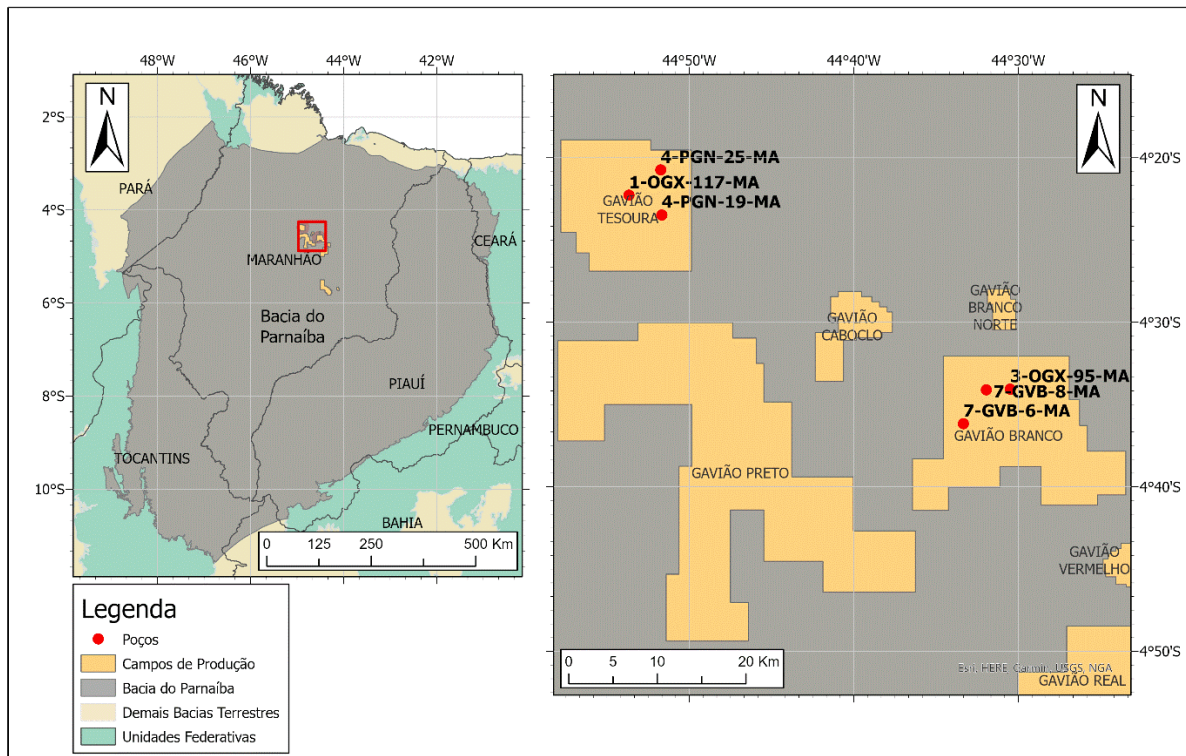 48°W 46°W 44°W 42°W
2°S
4°S
6°S
8°S
10°S
N
PARÁ
CEARÁ
MARANHÃO
Bacia do
Parnaíba
PIAUÍ
PERNAMBUCO
TOCANTINS
BAHIA
0 125 250 500 Km
Legenda
Poços
Campos de Produção
Bacia do Parnaíba
Demais Bacias Terrestres
Unidades Federativas
44°50'W 44°40'W 44°30'W
N
4°20'S
4°30'S
4°40'S
4°50'S
4-PGN-25-MA
1-OGX-117-MA
GAVIÃO
TESOURA
4-PGN-19-MA
GAVIÃO
CABOCLO
GAVIÃO
BRANCO
NORTE
3-OGX-95-MA
7-GVB-8-MA
7-GVB-6-MA
GAVIÃO BRANCO
GAVIÃO PRETO
GAVIÃO
VERMELHO
0 5 10 20 Km
Esri, HERE, Garmin, USGS, NGA
GAVIÃO REAL